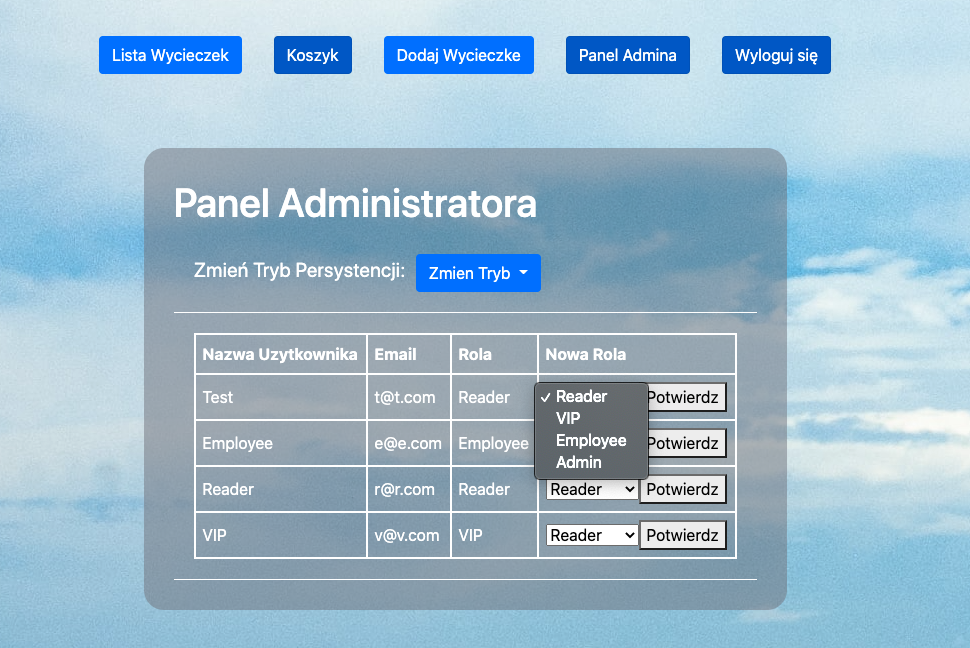 Lista Wycieczek Koszyk Dodaj Wycieczke Panel Admina Wyloguj się
Panel Administratora
Zmień Tryb Persystencji: Zmien Tryb
Nazwa Uzytkownika Email Rola Nowa Rola
Test t@t.com Reader ✓ Reader Potwierdz
VIP
Employee e@e.com Employee Employee Potwierdz
Admin
Reader r@r.com Reader Reader Potwierdz
VIP v@v.com VIP Reader Potwierdz